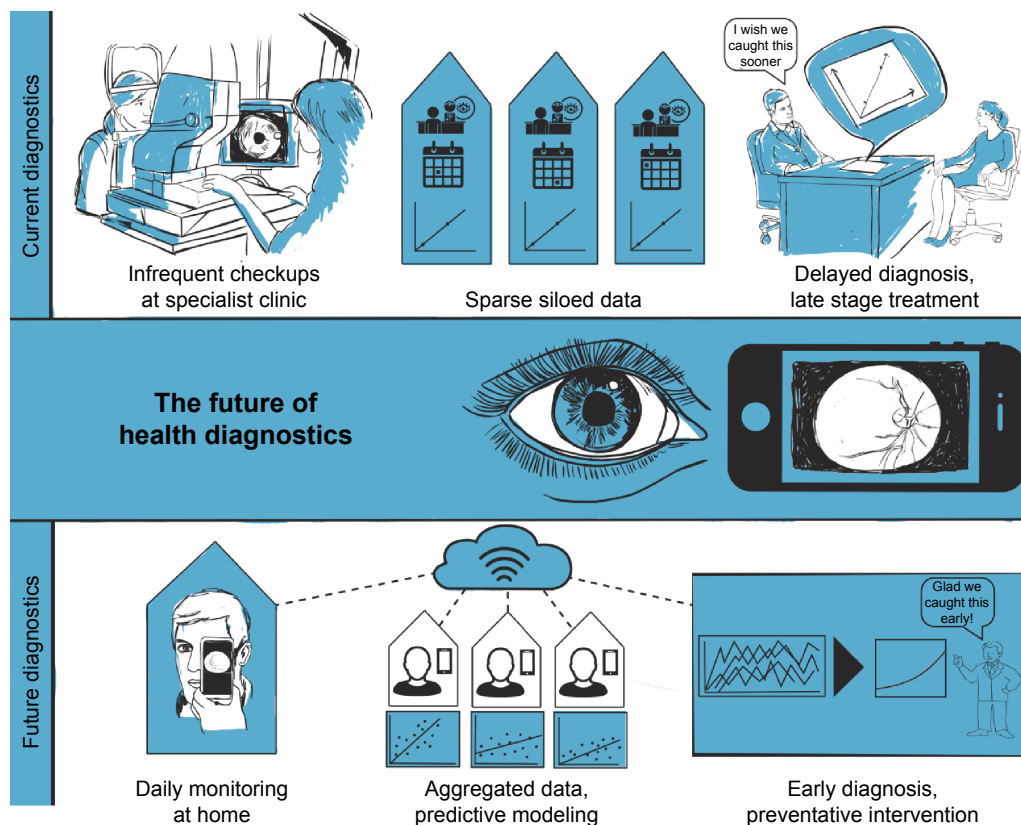 Current diagnostics
I wish we
caught this
sooner
Infrequent checkups
at specialist clinic
Sparse siloed data
Delayed diagnosis,
late stage treatment
The future of
health diagnostics
Future diagnostics
Glad we
caught this
early!
Daily monitoring
at home
Aggregated data,
predictive modeling
Early diagnosis,
preventative intervention